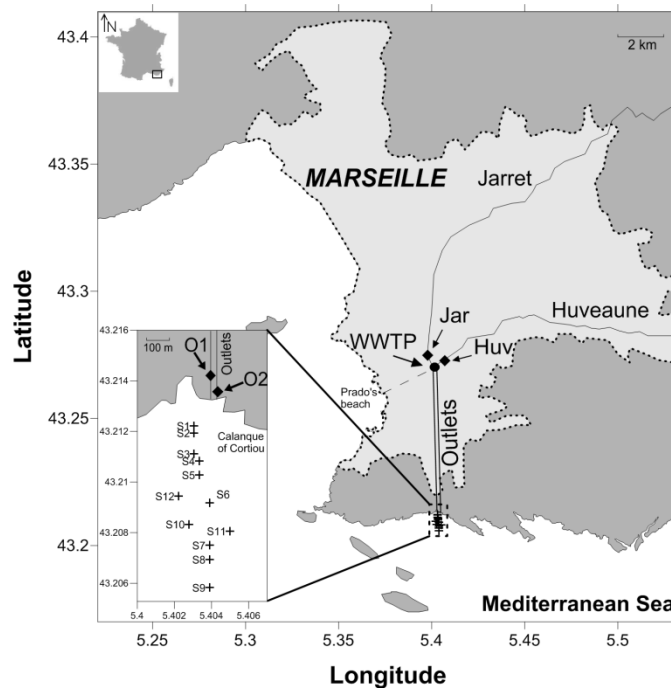 N
43.4
2 km
43.35
MARSEILLE
Jarret
Latitude
43.3
Jar
Huveaune
WWTP
Huv
Prado's
beach
43.25
Outlets
43.2
Mediterranean Sea
5.25
5.3
5.35
5.4
5.45
5.5
Longitude
43.216
100 m
O1
Outlets
43.214
O2
43.212
S1
S2
Calanque
of Cortiou
S3
S4
S5
43.21
S12
S6
S10
S11
43.208
S7
S8
43.206
S9
5.4
5.402
5.404
5.406